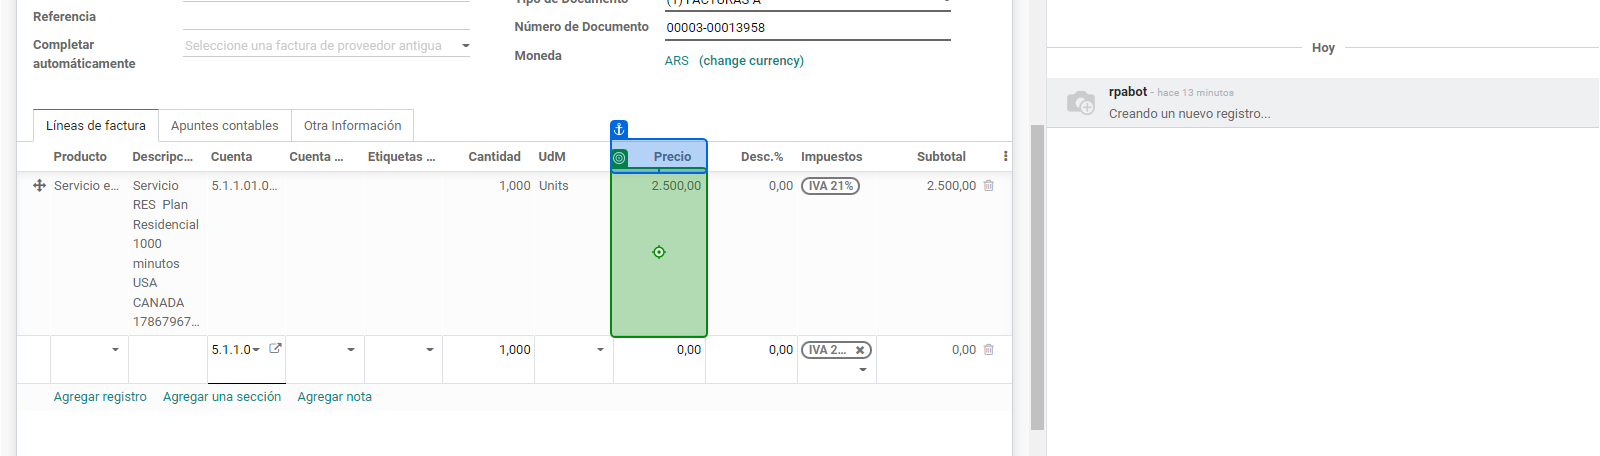 Tipo de Documento (1) FACTURAS A
Referencia
Número de Documento 00003-00013958
Completar automáticamente Seleccione una factura de proveedor antigua
Moneda ARS (change currency)
Hoy
rpabot - hace 13 minutos
Creando un nuevo registro...
Líneas de factura Apuntes contables Otra Información
Producto Descripc... Cuenta Cuenta ... Etiquetas ... Cantidad UdM Precio Desc.% Impuestos Subtotal
Servicio e... Servicio 5.1.1.01.0... 1,000 Units 2.500,00 0,00 IVA 21% 2.500,00
RES Plan
Residencial
1000
minutos
USA
CANADA
17867967...
5.1.1.0 1,000 0,00 0,00 IVA 2... 0,00
Agregar registro Agregar una sección Agregar nota